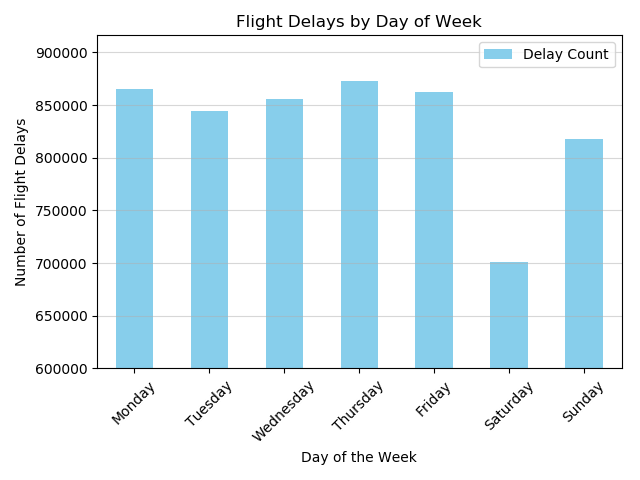 Flight Delays by Day of Week
Delay Count
Number of Flight Delays
900000
850000
800000
750000
700000
650000
600000
Monday
Tuesday
Wednesday
Thursday
Friday
Saturday
Sunday
Day of the Week